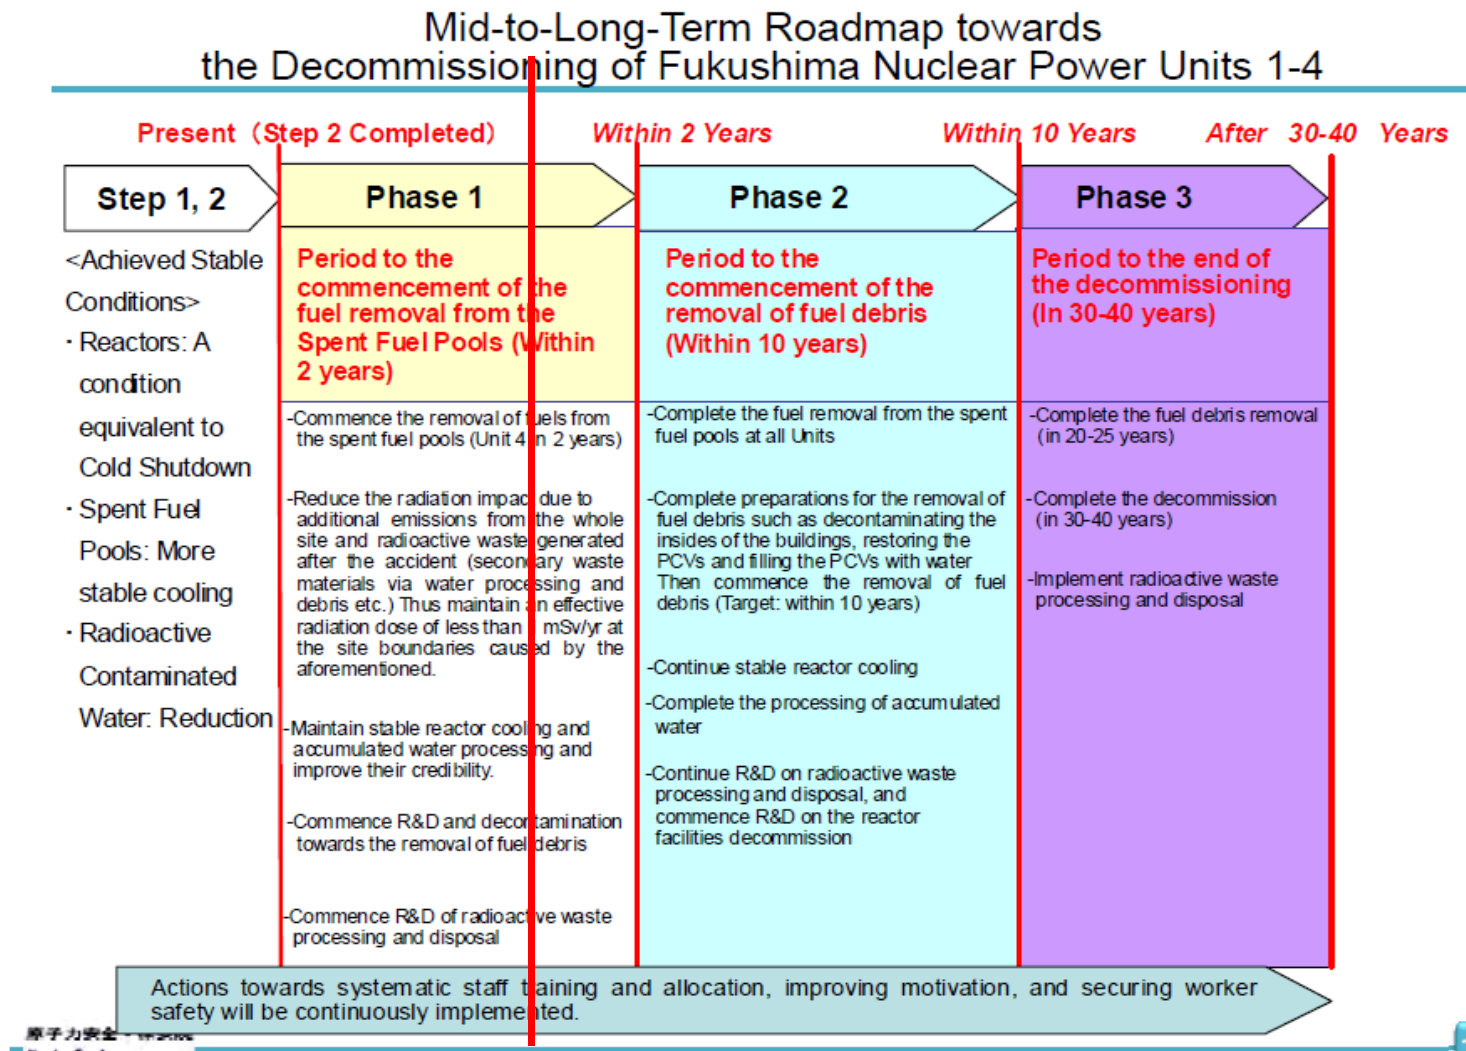 Mid-to-Long-Term Roadmap towards
the Decommissioning of Fukushima Nuclear Power Units 1-4
Present（Step 2 Completed）
Within 2 Years
Within 10 Years
After 30-40 Years
Step 1, 2
Phase 1
Phase 2
Phase 3
<Achieved Stable
Conditions>
・Reactors: A
condition
equivalent to
Cold Shutdown
・Spent Fuel
Pools: More
stable cooling
・Radioactive
Contaminated
Water: Reduction
Period to the
commencement of the
fuel removal from the
Spent Fuel Pools (Within
2 years)
-Commence the removal of fuels from
the spent fuel pools (Unit 4 in 2 years)
-Reduce the radiation impact due to
additional emissions from the whole
site and radioactive waste generated
after the accident (secondary waste
materials via water processing and
debris etc.) Thus maintain an effective
radiation dose of less than 1 mSv/yr at
the site boundaries caused by the
aforementioned.
-Maintain stable reactor cooling and
accumulated water processing and
improve their credibility.
-Commence R&D and decontamination
towards the removal of fuel debris
-Commence R&D of radioactive waste
processing and disposal
Period to the
commencement of the
removal of fuel debris
(Within 10 years)
-Complete the fuel removal from the spent
fuel pools at all Units
-Complete preparations for the removal of
fuel debris such as decontaminating the
insides of the buildings, restoring the
PCVs and filling the PCVs with water
Then commence the removal of fuel
debris (Target: within 10 years)
-Continue stable reactor cooling
-Complete the processing of accumulated
water
-Continue R&D on radioactive waste
processing and disposal, and
commence R&D on the reactor
facilities decommission
Period to the end of
the decommissioning
(In 30-40 years)
-Complete the fuel debris removal
(in 20-25 years)
-Complete the decommission
(in 30-40 years)
-Implement radioactive waste
processing and disposal
Actions towards systematic staff training and allocation, improving motivation, and securing worker
safety will be continuously implemented.
原子力安全・保安院